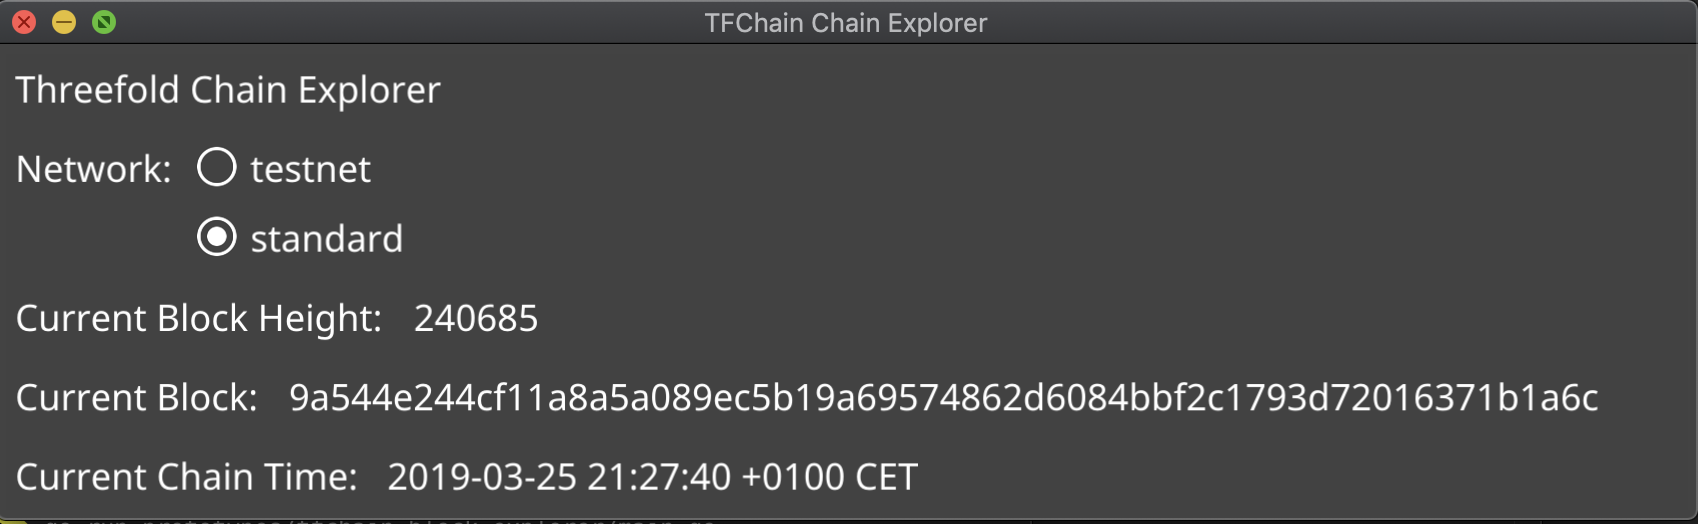 TFChain Chain Explorer
Threefold Chain Explorer
Network: testnet
standard
Current Block Height: 240685
Current Block: 9a544e244cf11a8a5a089ec5b19a69574862d6084bbf2c1793d72016371b1a6c
Current Chain Time: 2019-03-25 21:27:40 +0100 CET